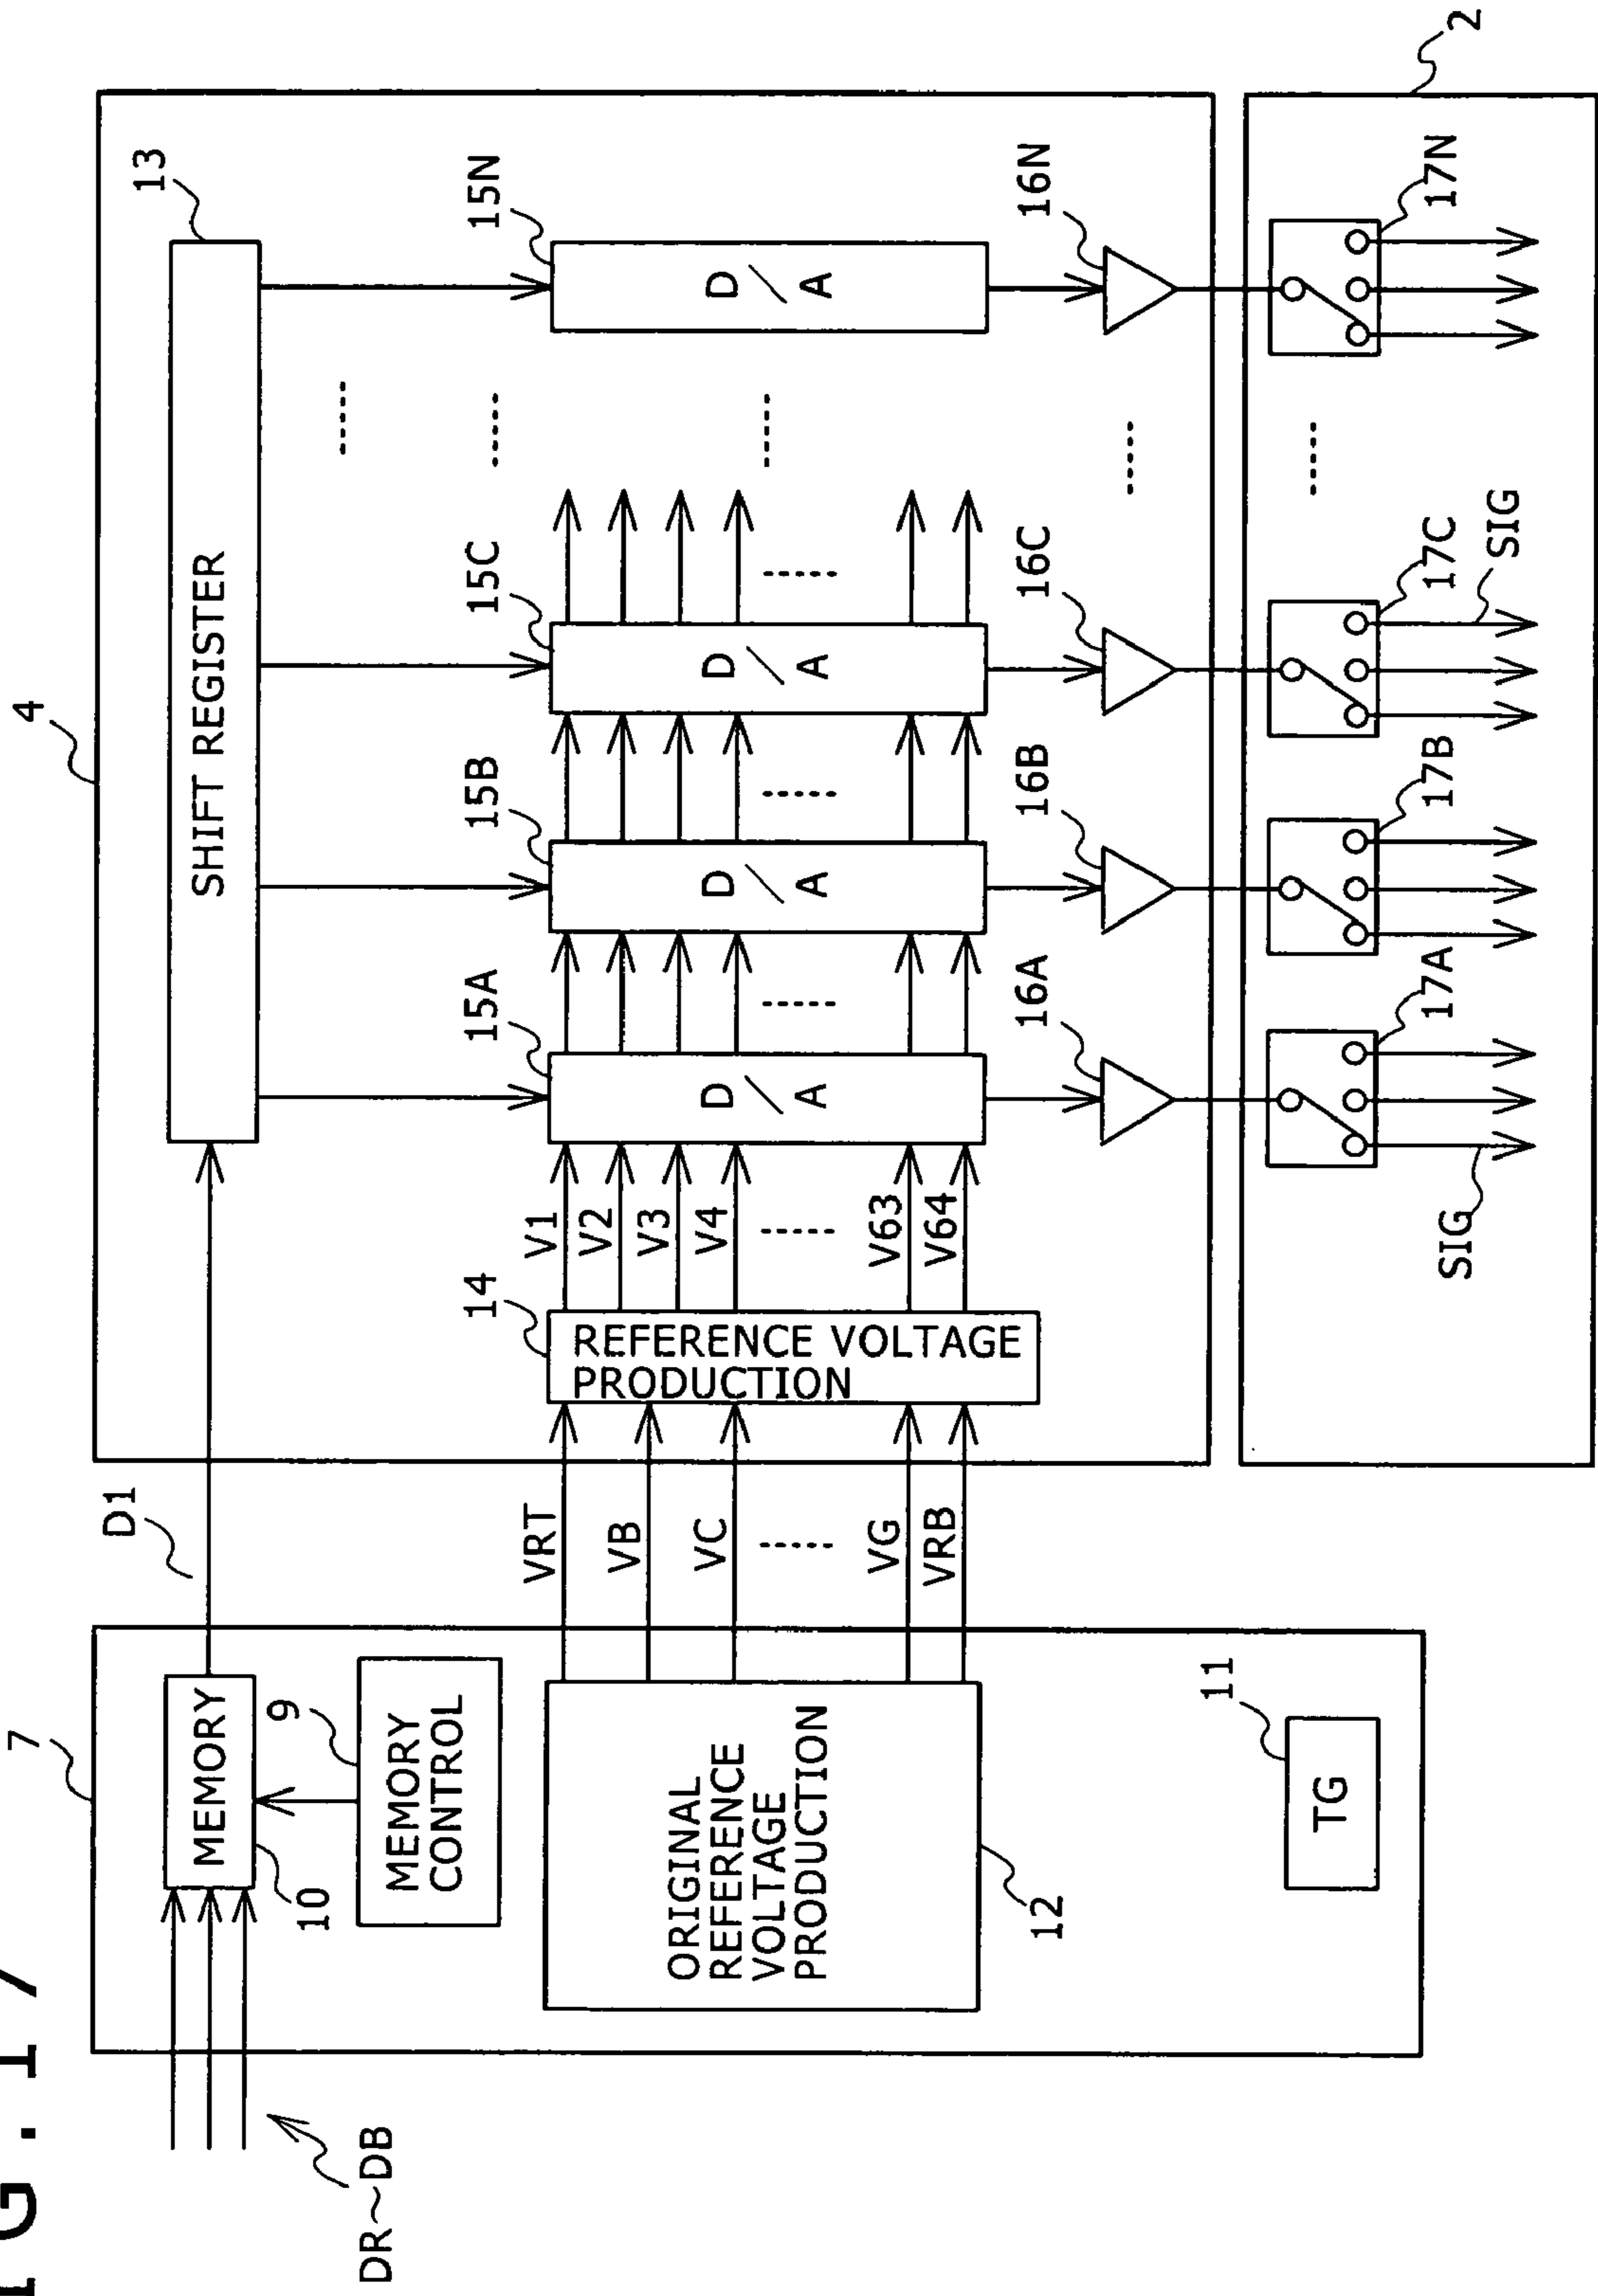 IG. 17
7
4
D1
13
MEMORY
SHIFT REGISTER
10
9
MEMORY
CONTROL
DR~DB
ORIGINAL
REFERENCE
VOLTAGE
PRODUCTION
12
11
TG
VRT
VB
VC
......
VG
VRB
14
REFERENCE VOLTAGE
PRODUCTION
V1
V2
V3
V4
......
V63
V64
15A
15B
15C
15N
D/A
D/A
D/A
D/A
16A
16B
16C
16N
17A
17B
17C
17N
SIG
SIG
2